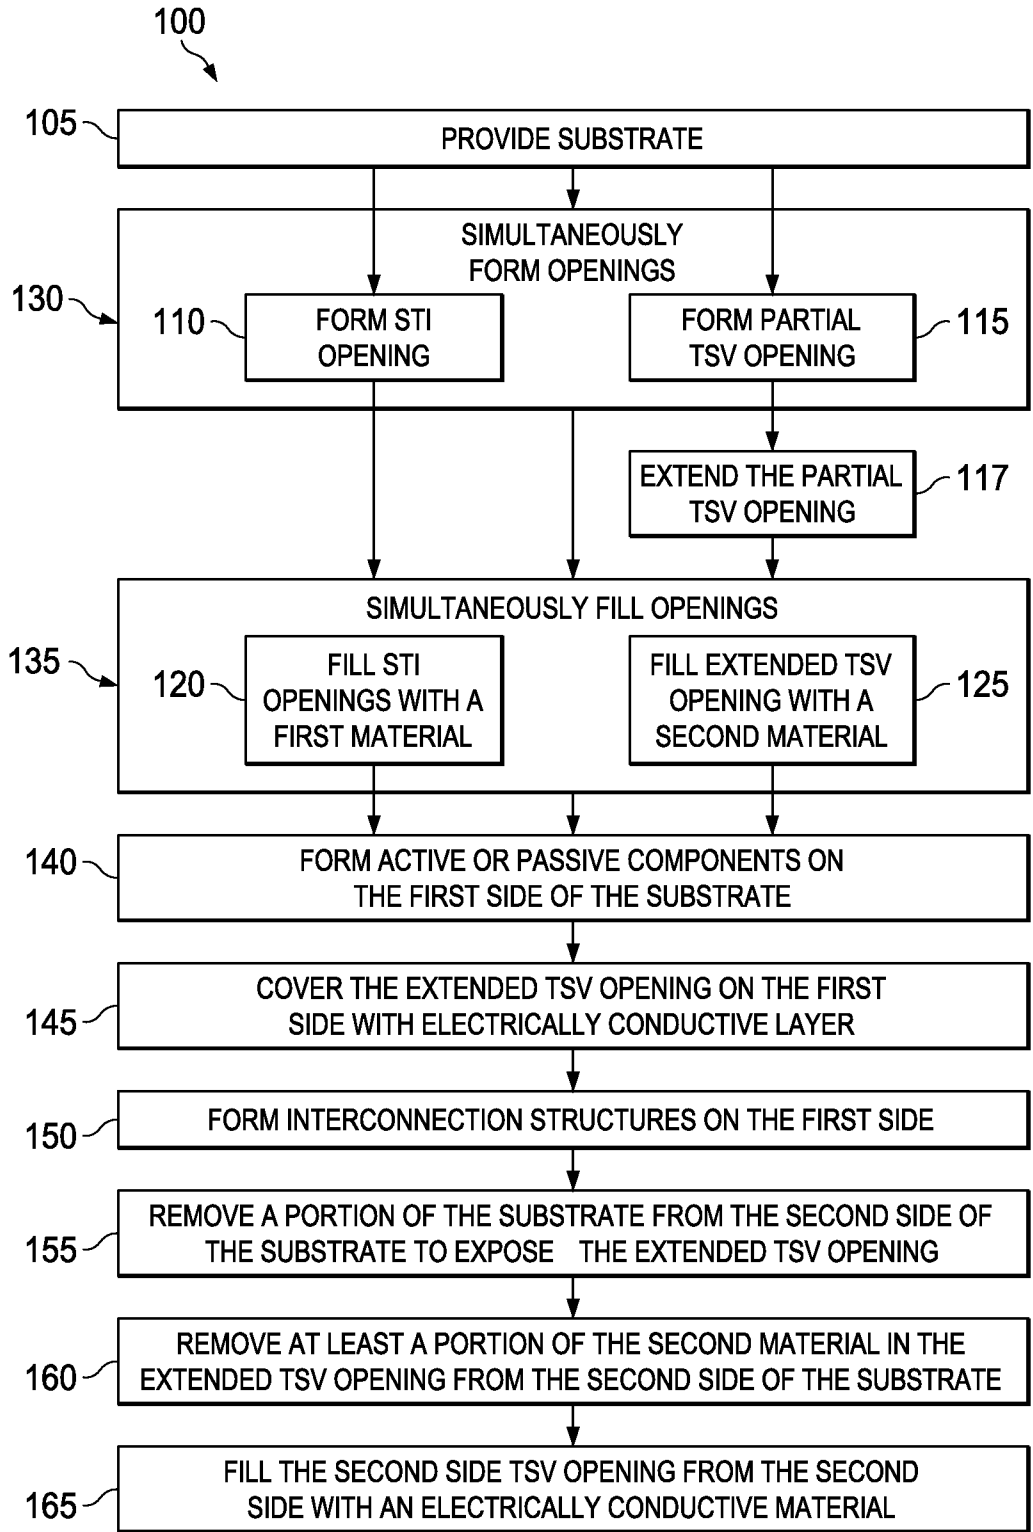 100
105
PROVIDE SUBSTRATE
SIMULTANEOUSLY
FORM OPENINGS
130
110
FORM STI
OPENING
FORM PARTIAL
TSV OPENING
115
EXTEND THE PARTIAL
TSV OPENING
117
SIMULTANEOUSLY FILL OPENINGS
135
120
FILL STI
OPENINGS WITH A
FIRST MATERIAL
FILL EXTENDED TSV
OPENING WITH A
SECOND MATERIAL
125
140
FORM ACTIVE OR PASSIVE COMPONENTS ON
THE FIRST SIDE OF THE SUBSTRATE
145
COVER THE EXTENDED TSV OPENING ON THE FIRST
SIDE WITH ELECTRICALLY CONDUCTIVE LAYER
150
FORM INTERCONNECTION STRUCTURES ON THE FIRST SIDE
155
REMOVE A PORTION OF THE SUBSTRATE FROM THE SECOND SIDE OF
THE SUBSTRATE TO EXPOSE THE EXTENDED TSV OPENING
160
REMOVE AT LEAST A PORTION OF THE SECOND MATERIAL IN THE
EXTENDED TSV OPENING FROM THE SECOND SIDE OF THE SUBSTRATE
165
FILL THE SECOND SIDE TSV OPENING FROM THE SECOND
SIDE WITH AN ELECTRICALLY CONDUCTIVE MATERIAL